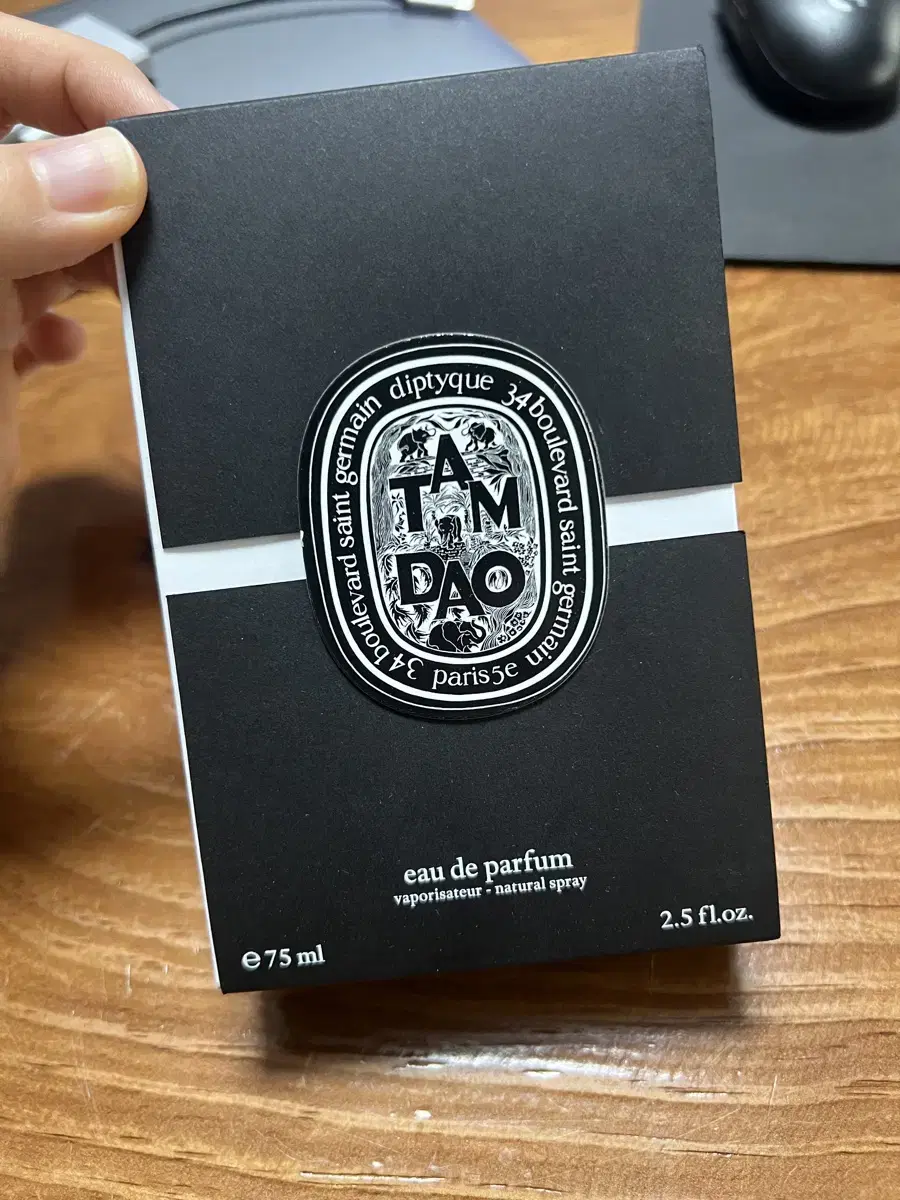 diptyque 34 boulevard saint germain
paris 5e
34 boulevard saint germain
TAM
DAO
eau de parfum
vaporisateur - natural spray
℮ 75 ml
2.5 fl.oz.